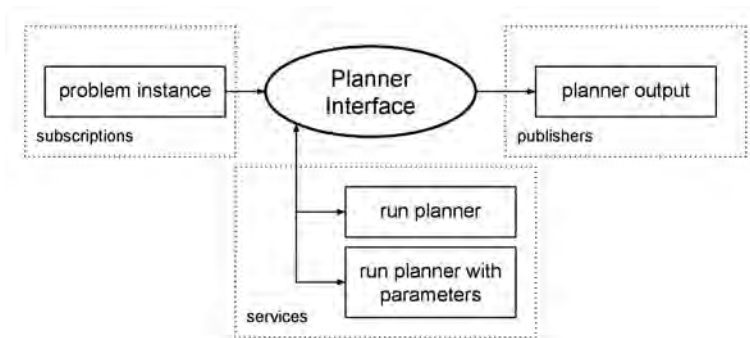 problem instance
subscriptions
Planner
Interface
planner output
publishers
run planner
run planner with
parameters
services